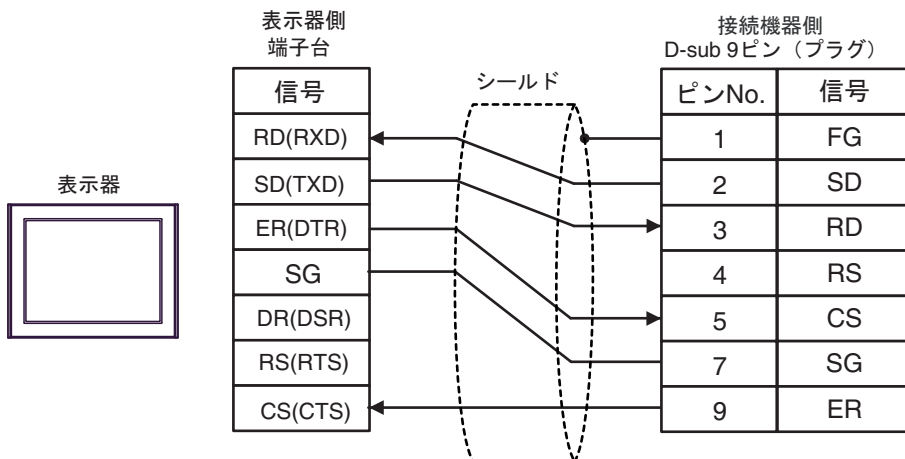 表示器側
端子台
接続機器側
D-sub 9ピン（プラグ）
信号
シールド
ピンNo.
信号
RD(RXD)
1
FG
SD(TXD)
2
SD
表示器
ER(DTR)
3
RD
SG
4
RS
DR(DSR)
5
CS
RS(RTS)
7
SG
CS(CTS)
9
ER